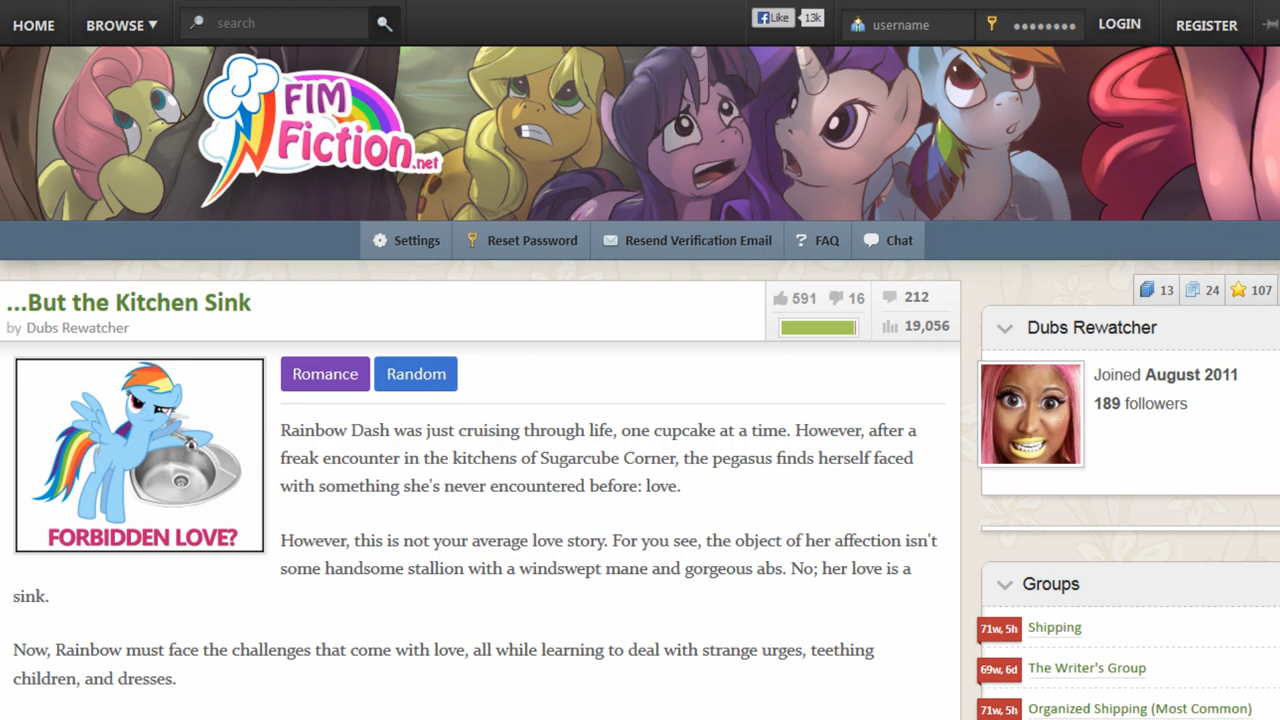 HOME
BROWSE ▼
search
Like
13k
username
LOGIN
REGISTER
FIM
Fiction.net
Settings
Reset Password
Resend Verification Email
? FAQ
Chat
...But the Kitchen Sink
by Dubs Rewatcher
591
16
212
19,056
FORBIDDEN LOVE?
Romance
Random
Rainbow Dash was just cruising through life, one cupcake at a time. However, after a
freak encounter in the kitchens of Sugarcube Corner, the pegasus finds herself faced
with something she's never encountered before: love.
However, this is not your average love story. For you see, the object of her affection isn't
some handsome stallion with a windswept mane and gorgeous abs. No; her love is a
sink.
Now, Rainbow must face the challenges that come with love, all while learning to deal with strange urges, teething
children, and dresses.
13
24
107
Dubs Rewatcher
Joined August 2011
189 followers
Groups
71w, 5h
Shipping
69w, 6d
The Writer's Group
71w, 5h
Organized Shipping (Most Common)